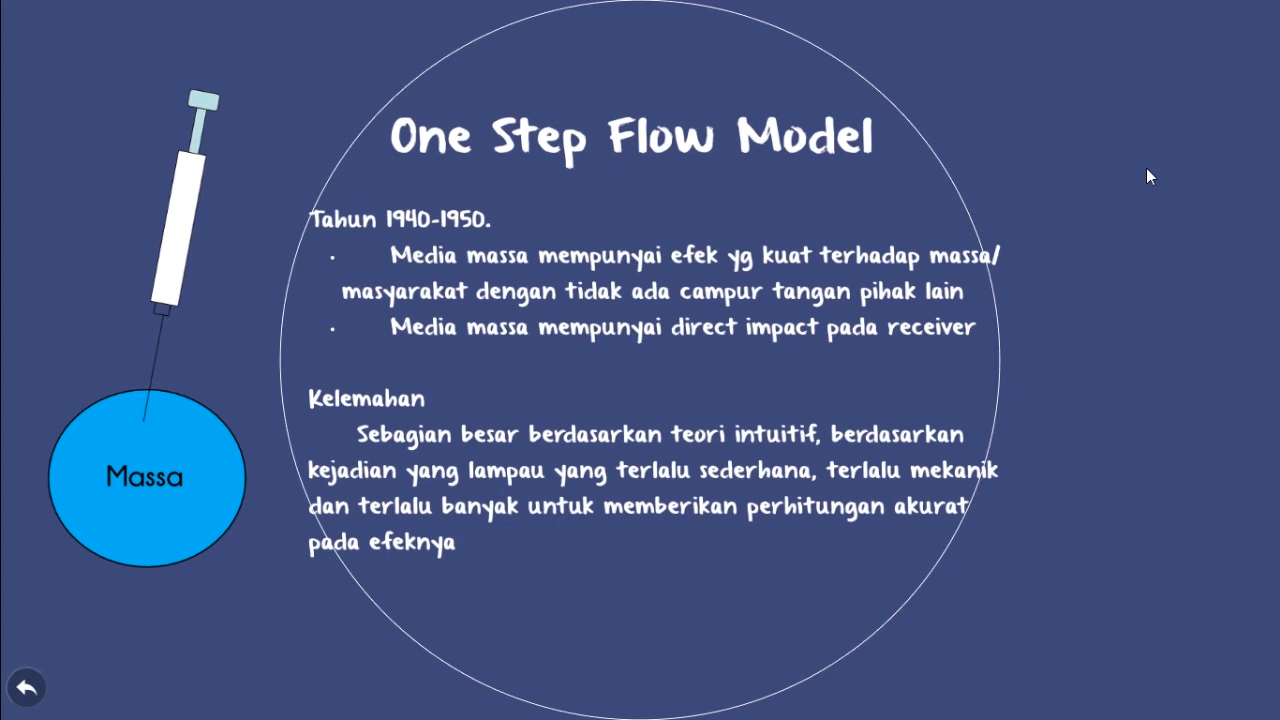 One Step Flow Model
Tahun 1940-1950.
· Media massa mempunyai efek yg kuat terhadap massa/
masyarakat dengan tidak ada campur tangan pihak lain
· Media massa mempunyai direct impact pada receiver
Kelemahan
Sebagian besar berdasarkan teori intuitif, berdasarkan
kejadian yang lampau yang terlalu sederhana, terlalu mekanik
dan terlalu banyak untuk memberikan perhitungan akurat
pada efeknya
Massa